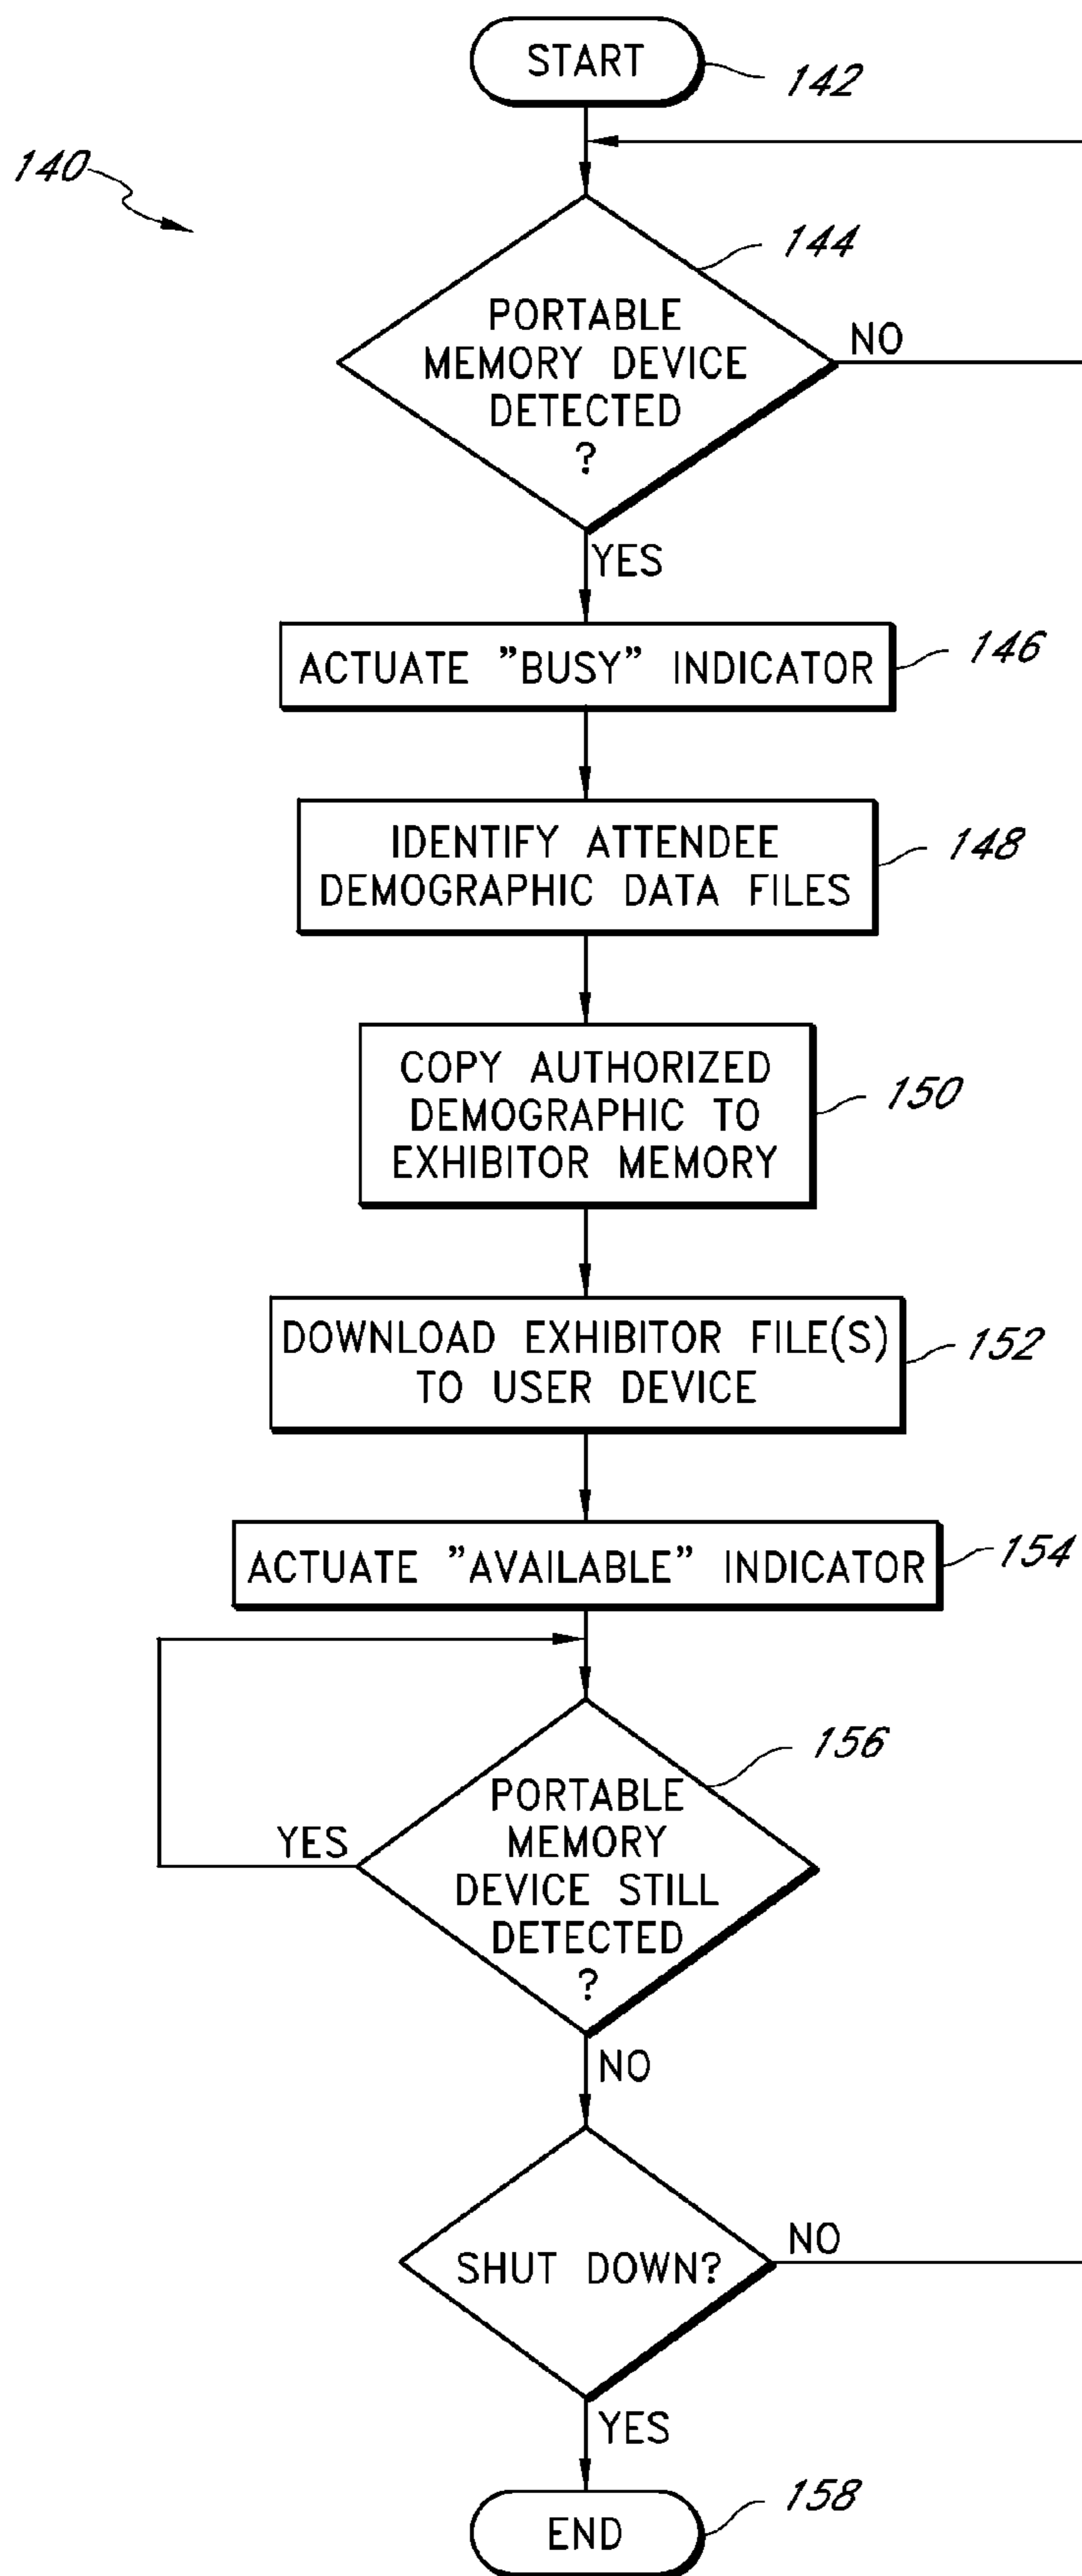 START
142
140
144
PORTABLE
MEMORY DEVICE
DETECTED
?
NO
YES
ACTUATE "BUSY" INDICATOR
146
IDENTIFY ATTENDEE
DEMOGRAPHIC DATA FILES
148
COPY AUTHORIZED
DEMOGRAPHIC TO
EXHIBITOR MEMORY
150
DOWNLOAD EXHIBITOR FILE(S)
TO USER DEVICE
152
ACTUATE "AVAILABLE" INDICATOR
154
156
PORTABLE
MEMORY
DEVICE STILL
DETECTED
?
YES
NO
SHUT DOWN?
NO
YES
END
158